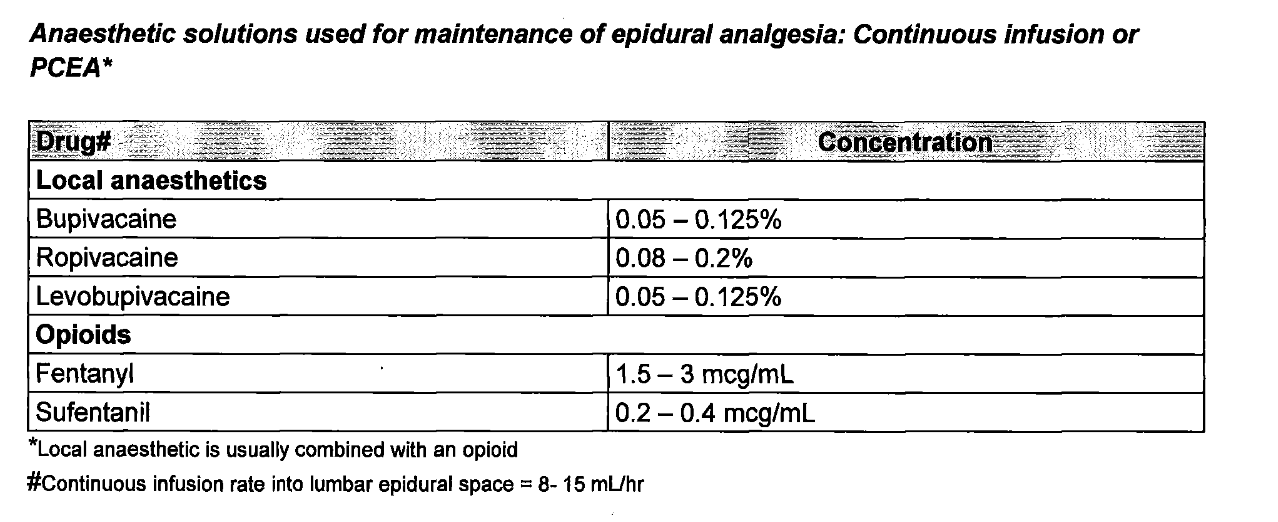 Anaesthetic solutions used for maintenance of epidural analgesia: Continuous infusion or
PCEA*
Drug# Concentration
Local anaesthetics
Bupivacaine 0.05 – 0.125%
Ropivacaine 0.08 – 0.2%
Levobupivacaine 0.05 – 0.125%
Opioids
Fentanyl 1.5 – 3 mcg/mL
Sufentanil 0.2 – 0.4 mcg/mL
*Local anaesthetic is usually combined with an opioid
#Continuous infusion rate into lumbar epidural space = 8- 15 mL/hr